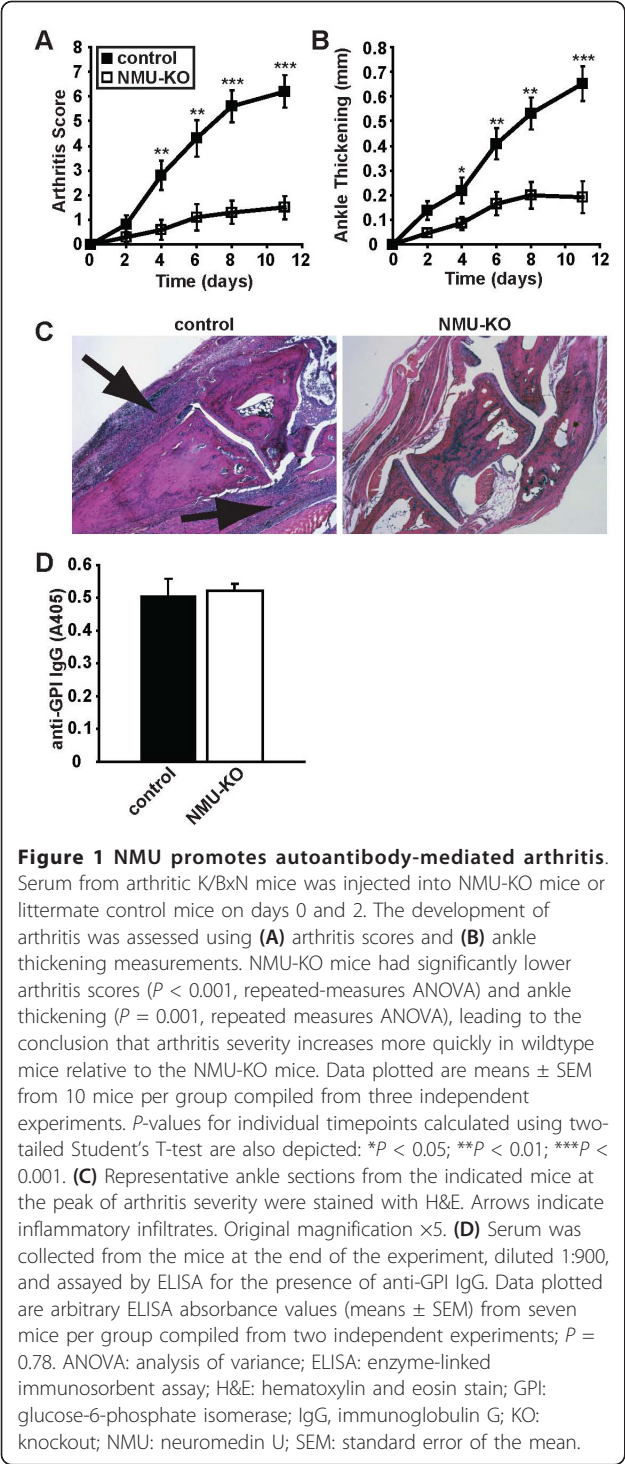 A
control
NMU-KO
Arthritis Score
8
7
6
5
4
3
2
1
0
** ** *** ***
0 2 4 6 8 10 12
Time (days)
B
Ankle Thickening (mm)
0.8
0.7
0.6
0.5
0.4
0.3
0.2
0.1
0
* ** ** ***
0 2 4 6 8 10 12
Time (days)
C
control NMU-KO
D
anti-GPI IgG (A405)
0.6
0.5
0.4
0.3
0.2
0.1
0
control
NMU-KO
Figure 1 NMU promotes autoantibody-mediated arthritis.
Serum from arthritic K/BxN mice was injected into NMU-KO mice or
littermate control mice on days 0 and 2. The development of
arthritis was assessed using (A) arthritis scores and (B) ankle
thickening measurements. NMU-KO mice had significantly lower
arthritis scores (P < 0.001, repeated-measures ANOVA) and ankle
thickening (P = 0.001, repeated measures ANOVA), leading to the
conclusion that arthritis severity increases more quickly in wildtype
mice relative to the NMU-KO mice. Data plotted are means ± SEM
from 10 mice per group compiled from three independent
experiments. P-values for individual timepoints calculated using two-
tailed Student's T-test are also depicted: *P < 0.05; **P < 0.01; ***P <
0.001. (C) Representative ankle sections from the indicated mice at
the peak of arthritis severity were stained with H&E. Arrows indicate
inflammatory infiltrates. Original magnification ×5. (D) Serum was
collected from the mice at the end of the experiment, diluted 1:900,
and assayed by ELISA for the presence of anti-GPI IgG. Data plotted
are arbitrary ELISA absorbance values (means ± SEM) from seven
mice per group compiled from two independent experiments; P =
0.78. ANOVA: analysis of variance; ELISA: enzyme-linked
immunosorbent assay; H&E: hematoxylin and eosin stain; GPI:
glucose-6-phosphate isomerase; IgG, immunoglobulin G; KO:
knockout; NMU: neuromedin U; SEM: standard error of the mean.